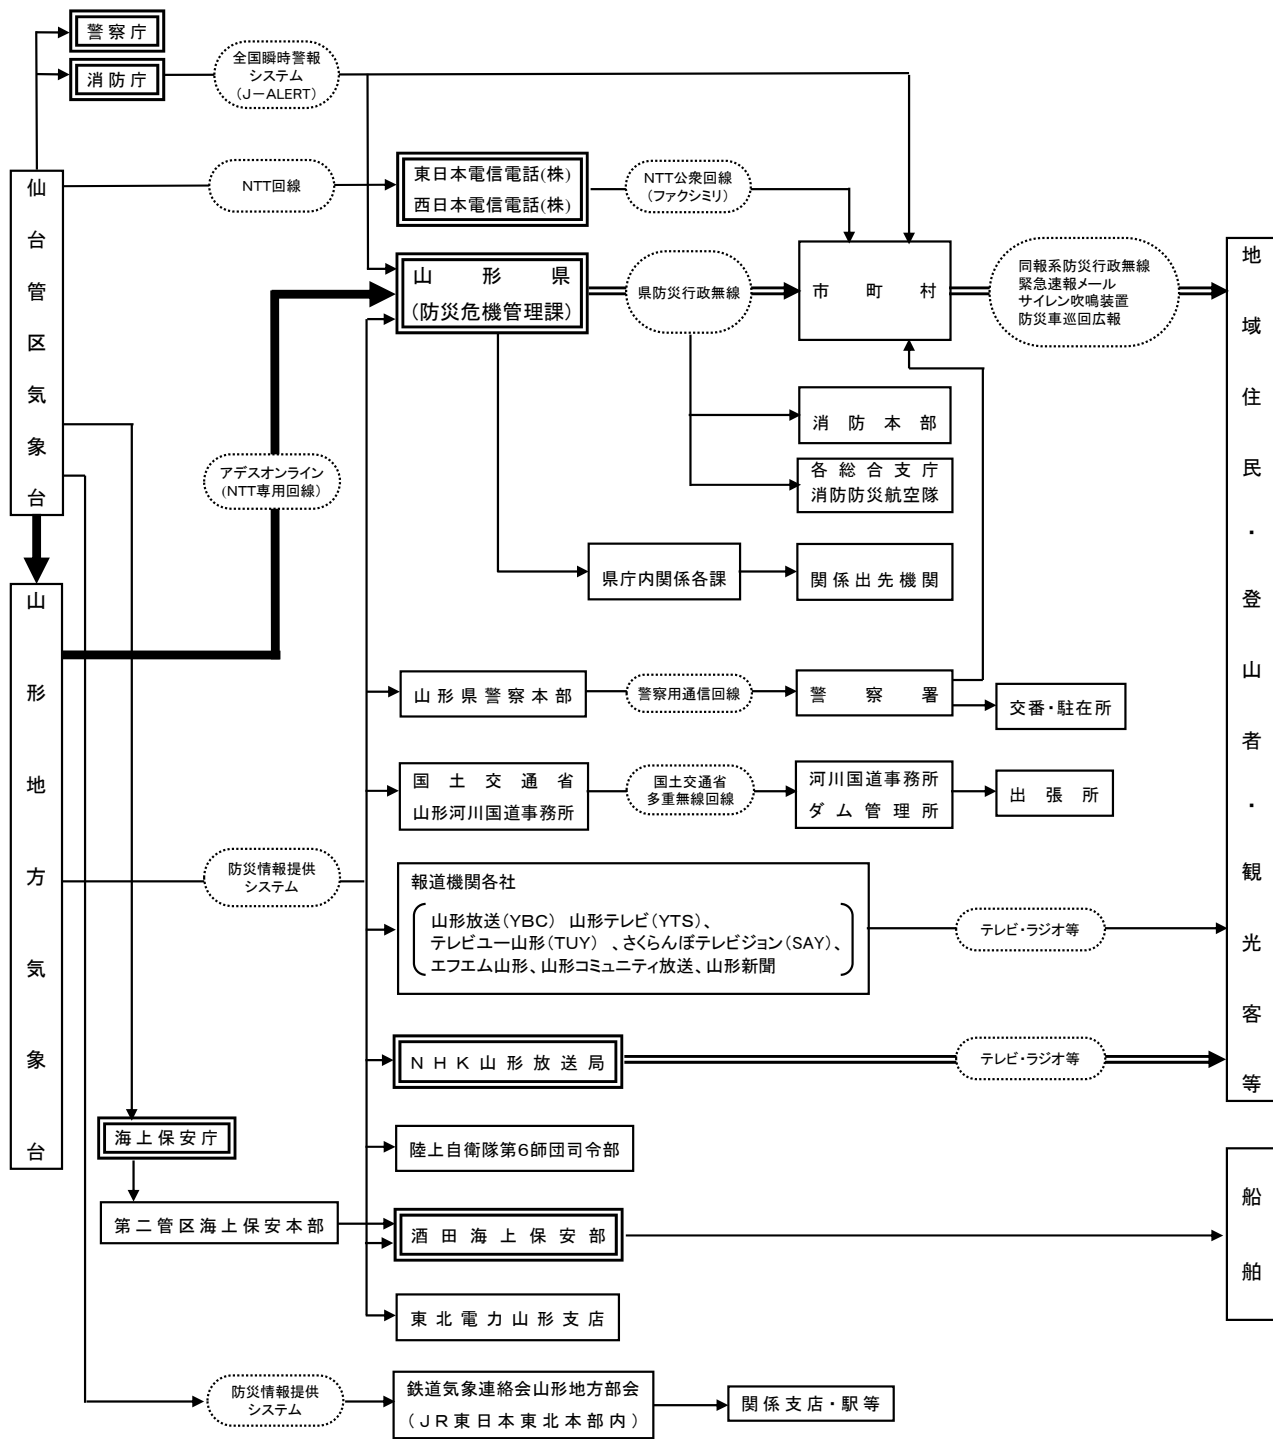 警察庁
消防庁
全国瞬時警報
システム
(J－ALERT)
仙台管区気象台
NTT回線
東日本電信電話(株)
西日本電信電話(株)
NTT公衆回線
(ファクシミリ)
山形県
(防災危機管理課)
県防災行政無線
市町村
同報系防災行政無線
緊急速報メール
サイレン吹鳴装置
防災車巡回広報
地域住民・登山者・観光客等
消防本部
各総合支庁
消防防災航空隊
アデスオンライン
(NTT専用回線)
県庁内関係各課
関係出先機関
山形地方気象台
山形県警察本部
警察用通信回線
警察署
交番・駐在所
国土交通省
山形河川国道事務所
国土交通省
多重無線回線
河川国道事務所
ダム管理所
出張所
防災情報提供
システム
報道機関各社
山形放送(YBC) 山形テレビ(YTS)、
テレビユー山形(TUY) 、さくらんぼテレビジョン(SAY)、
エフエム山形、山形コミュニティ放送、山形新聞
テレビ・ラジオ等
NHK山形放送局
テレビ・ラジオ等
海上保安庁
陸上自衛隊第6師団司令部
第二管区海上保安本部
酒田海上保安部
船舶
東北電力山形支店
防災情報提供
システム
鉄道気象連絡会山形地方部会
(JR東日本東北本部内)
関係支店・駅等